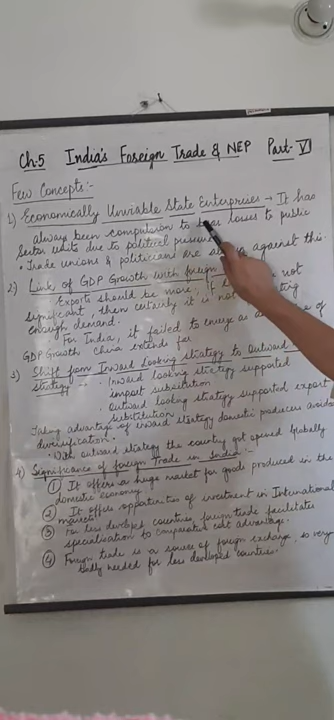 Ch:5 India's Foreign Trade & NEP Part-VI
Few Concepts:-
1) Economically Unviable State Enterprises → It has
always been compulsion to bear losses to public
sector units due to political pressure
• Trade unions & politicians are against this.
2) Link of GDP Growth with foreign
Exports should be more, if not
significant, then certainly it is not
enough demand.
For India, it failed to emerge as of
GDP Growth China extends far
3) Shift from Inward Looking strategy to Outward
strategy - Inward looking strategy supported
import substitution
Outward looking strategy supported export
substitution
Taking advantage of inward strategy domestic producers avoids
diversification.
• With outward strategy the country got opened globally
4) Significance of foreign Trade in India:-
① It offers a huge market for goods produced in the
domestic economy.
② It offers opportunities of investment in International
market
③ For less developed countries, foreign trade facilitates
specialisation to comparative cost advantage.
④ Foreign trade is a source of foreign exchange, so very
badly needed for less developed countries.